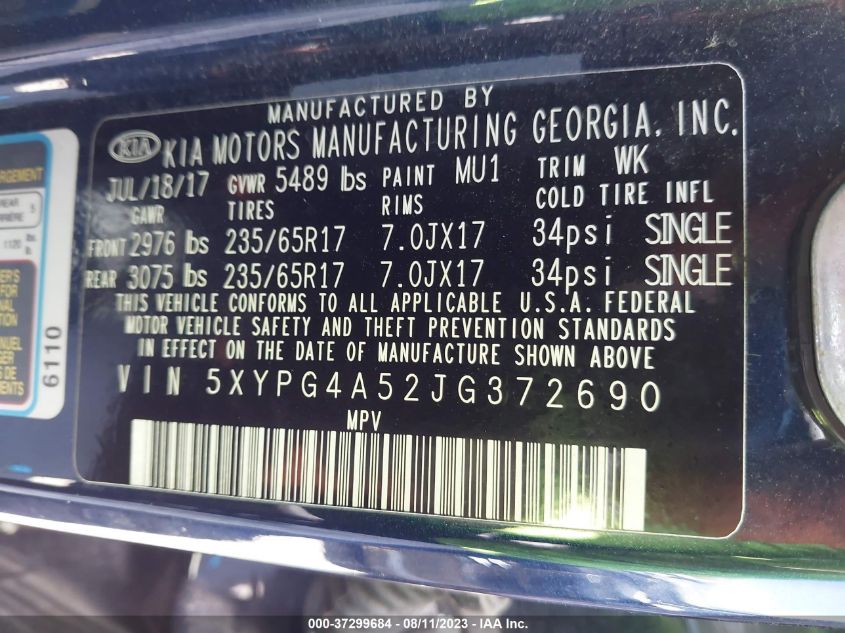 MANUFACTURED BY
KIA KIA MOTORS MANUFACTURING GEORGIA, INC.
JUL/18/17 GVWR 5489 lbs PAINT MU1 TRIM WK
GAWR TIRES RIMS COLD TIRE INFL
FRONT 2976 lbs 235/65R17 7.0JX17 34psi SINGLE
REAR 3075 lbs 235/65R17 7.0JX17 34psi SINGLE
THIS VEHICLE CONFORMS TO ALL APPLICABLE U.S.A. FEDERAL
MOTOR VEHICLE SAFETY AND THEFT PREVENTION STANDARDS
IN EFFECT ON THE DATE OF MANUFACTURE SHOWN ABOVE
VIN 5XYPG4A52JG372690
MPV
6110
000-37299684 - 08/11/2023 - IAA Inc.